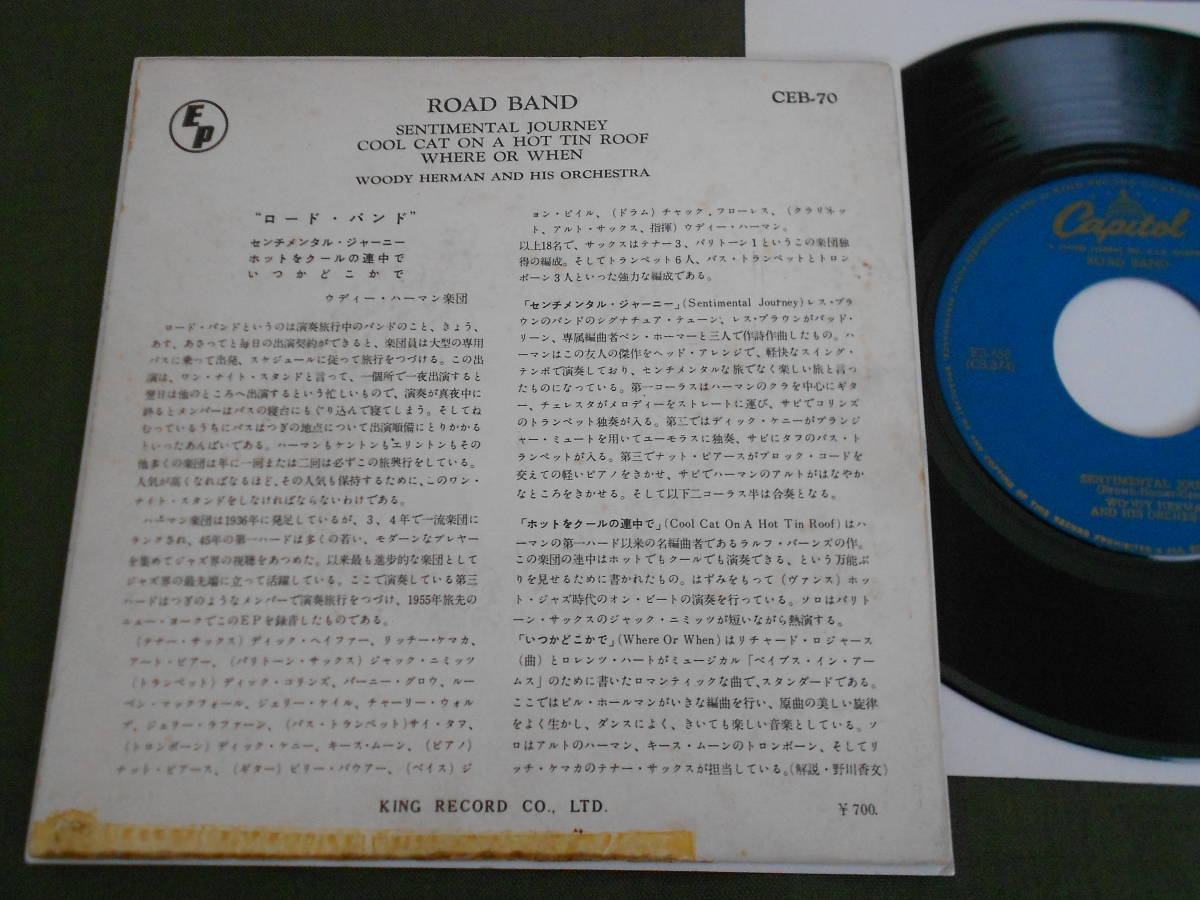 EP
ROAD BAND
CEB-70
SENTIMENTAL JOURNEY
COOL CAT ON A HOT TIN ROOF
WHERE OR WHEN
WOODY HERMAN AND HIS ORCHESTRA
"ロード・バンド"
センチメンタル・ジャーニー
ホットをクールの連中で
いつかどこかで
ウディー・ハーマン楽団
ロード・バンドというのは演奏旅行中のバンドのこと、きょう、
あす、あさってと毎日の出演契約ができると、楽団員は大型の専用
バスに乗って出発、スケジュールに従って旅行をつづける。この出
演は、ワン・ナイト・スタンドと言って、一個所で一夜出演すると
翌日は他のところへ出演するという忙しいもので、演奏が真夜中に
終るとメンバーはバスの寝台にもぐり込んで寝てしまう。そしてね
むっているうちにバスはつぎの地点について出演順備にとりかかる
といったあんばいである。ハーマンもケントンもエリントンもその
他多くの楽団は年に一回または二回は必ずこの旅興行をしている。
人気が高くなればなるほど、その人気も保持するために、このワン・
ナイト・スタンドをしなければならないわけである。
ハーマン楽団は1936年に発足しているが、3、4年で一流楽団に
ランクされ、45年の第一ハードは多くの若い、モダーンなプレヤー
を集めてジャズ界の視聴をあつめた。以来最も進歩的な楽団として
ジャズ界の最先端に立って活躍している。ここで演奏している第三
ハードはつぎのようなメンバーで演奏旅行をつづけ、1955年旅先の
ニュー・ヨークでこのEPを録音したものである。
(テナー・サックス)ディック・ヘイファー、リッチー・ケマカ、
アート・ピアー、(バリトーン・サックス)ジャック・ニミッツ
(トランペット)ディック・コリンズ、バーニー・グロウ、ルー
ベン・マックフォール、ジェリー・ケイル、チャーリー・ウォル
プ、ジェリー・ラファーン、(バス・トランペット)サイ・タフ、
(トロンボーン)ディック・ケニー、キース・ムーン、(ピアノ)
ナット・ピアース、(ギター)ビリー・バウアー、(ベイス)ジ
ョン・ビイル、(ドラム)チャック・フローレス、(クラリネッ
ト、アルト・サックス、指揮)ウディー・ハーマン。
以上18名で、サックスはテナー3、バリトーン1というこの楽団独
得の編成。そしてトランペット6人、バス・トランペットとトロン
ボーン3人といった強力な編成である。
「センチメンタル・ジャーニー」(Sentimental Journey)レス・ブラ
ウンのバンドのシグナチュア・テューン、レス・ブラウンがバッド・
リーン、専属編曲者ベン・ホーマーと三人で作詩作曲したもの。ハ
ーマンはこの友人の傑作をヘッド・アレンジで、軽快なスイング・
テンポで演奏しており、センチメンタルな旅でなく楽しい旅と言っ
たものになっている。第一コーラスはハーマンのクラを中心にギタ
ー、チェレスタがメロディーをストレートに運び、サビでコリンズ
のトランペット独奏が入る。第二ではディック・ケニーがプランジ
ャー・ミュートを用いてユーモラスに独奏、サビにタフのバス・ト
ランペットが入る。第三でナット・ピアースがブロック・コードを
交えての軽いピアノをきかせ、サビでハーマンのアルトがはなやか
なところをきかせる。そして以下二コーラス半は合奏となる。
「ホットをクールの連中で」(Cool Cat On A Hot Tin Roof)はハ
ーマンの第一ハード以来の名編曲者であるラルフ・バーンズの作。
この楽団の連中はホットでもクールでも演奏できる、という万能ぶ
りを見せるために書かれたもの。はずみをもって(ヴァンス)ホッ
ト・ジャズ時代のオン・ビートの演奏を行っている。ソロはバリト
ーン・サックスのジャック・ニミッツが短いながら熱演する。
「いつかどこかで」(Where Or When)はリチャード・ロジャース
(曲)とロレンツ・ハートがミュージカル「ベイブス・イン・アー
ムス」のために書いたロマンティックな曲で、スタンダードである。
ここではビル・ホールマンがいきな編曲を行い、原曲の美しい旋律
をよく生かし、ダンスによく、きいても楽しい音楽としている。ソ
ロはアルトのハーマン、キース・ムーンのトロンボーン、そしてリ
ッチ・ケマカのテナー・サックスが担当している。(解説・野川香文)
KING RECORD CO., LTD.
¥700.
Capitol
ROAD BAND
SENTIMENTAL JOUR
WOODY HERMA
AND HIS ORCHES